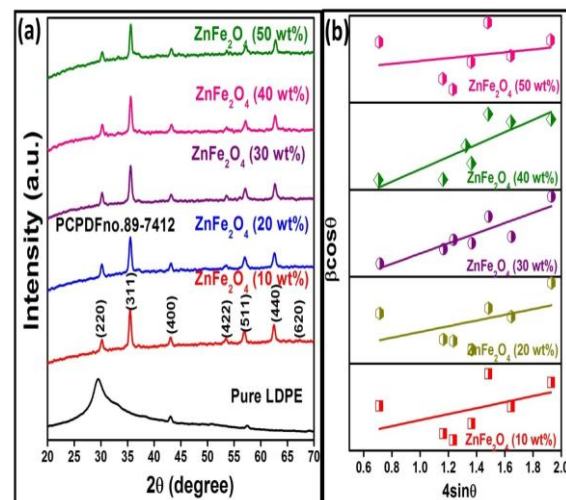 (a)
ZnFe2O4 (50 wt%)
ZnFe2O4 (40 wt%)
ZnFe2O4 (30 wt%)
PCPDFno.89-7412
ZnFe2O4 (20 wt%)
ZnFe2O4 (10 wt%)
(220)
(311)
(400)
(422)
(511)
(440)
(620)
Pure LDPE
Intensity (a.u.)
20 25 30 35 40 45 50 55 60 65 70
2θ (degree)
(b)
ZnFe2O4 (50 wt%)
ZnFe2O4 (40 wt%)
ZnFe2O4 (30 wt%)
ZnFe2O4 (20 wt%)
ZnFe2O4 (10 wt%)
βcosθ
0.6 0.8 1.0 1.2 1.4 1.6 1.8 2.0
4sinθ